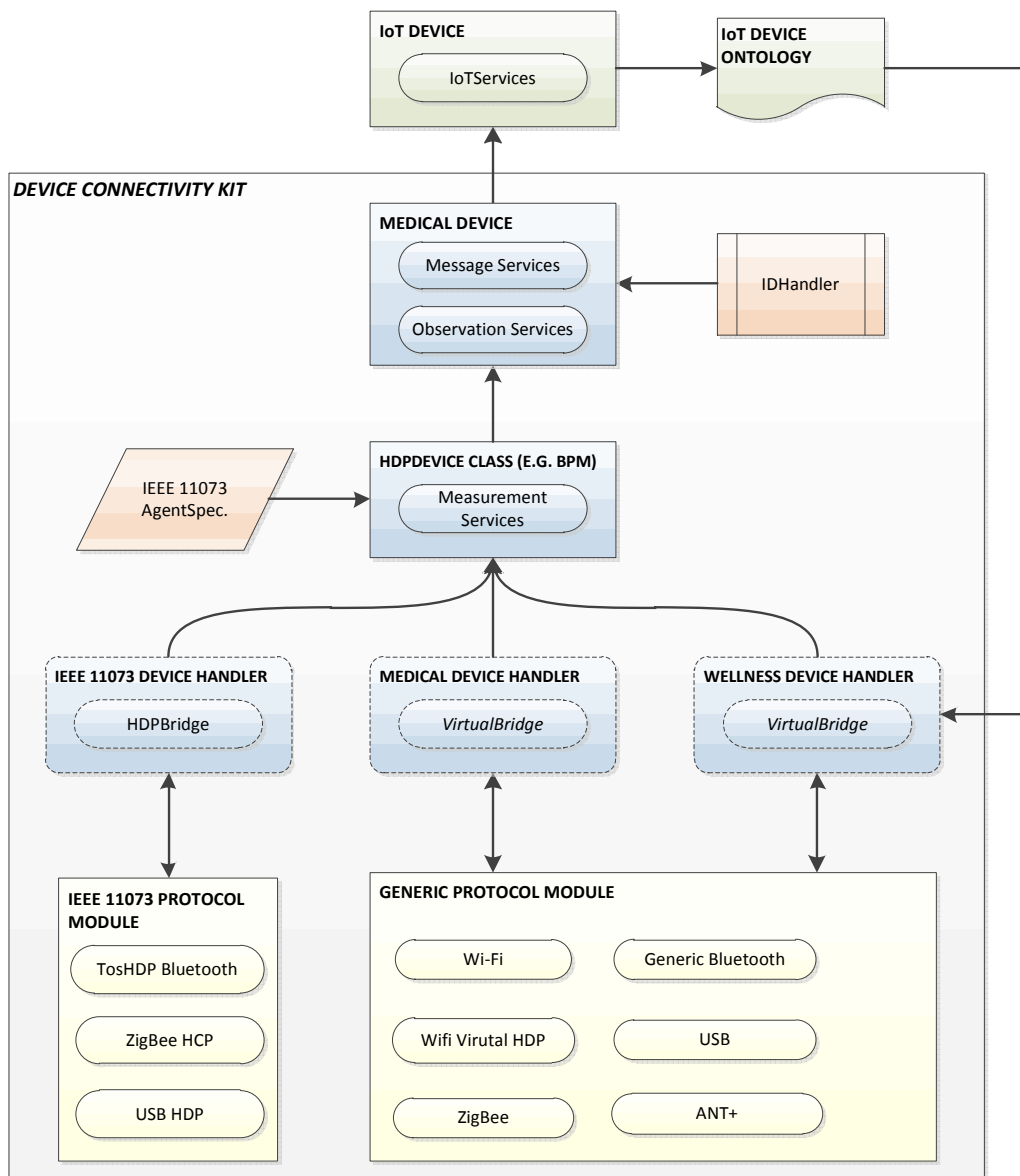 IoT DEVICE
IoTServices
IoT DEVICE
ONTOLOGY
DEVICE CONNECTIVITY KIT
MEDICAL DEVICE
Message Services
Observation Services
IDHandler
IEEE 11073
AgentSpec.
HDPDEVICE CLASS (E.G. BPM)
Measurement
Services
IEEE 11073 DEVICE HANDLER
HDPBridge
MEDICAL DEVICE HANDLER
VirtualBridge
WELLNESS DEVICE HANDLER
VirtualBridge
IEEE 11073 PROTOCOL
MODULE
TosHDP Bluetooth
ZigBee HCP
USB HDP
GENERIC PROTOCOL MODULE
Wi-Fi
Generic Bluetooth
Wifi Virutal HDP
USB
ZigBee
ANT+